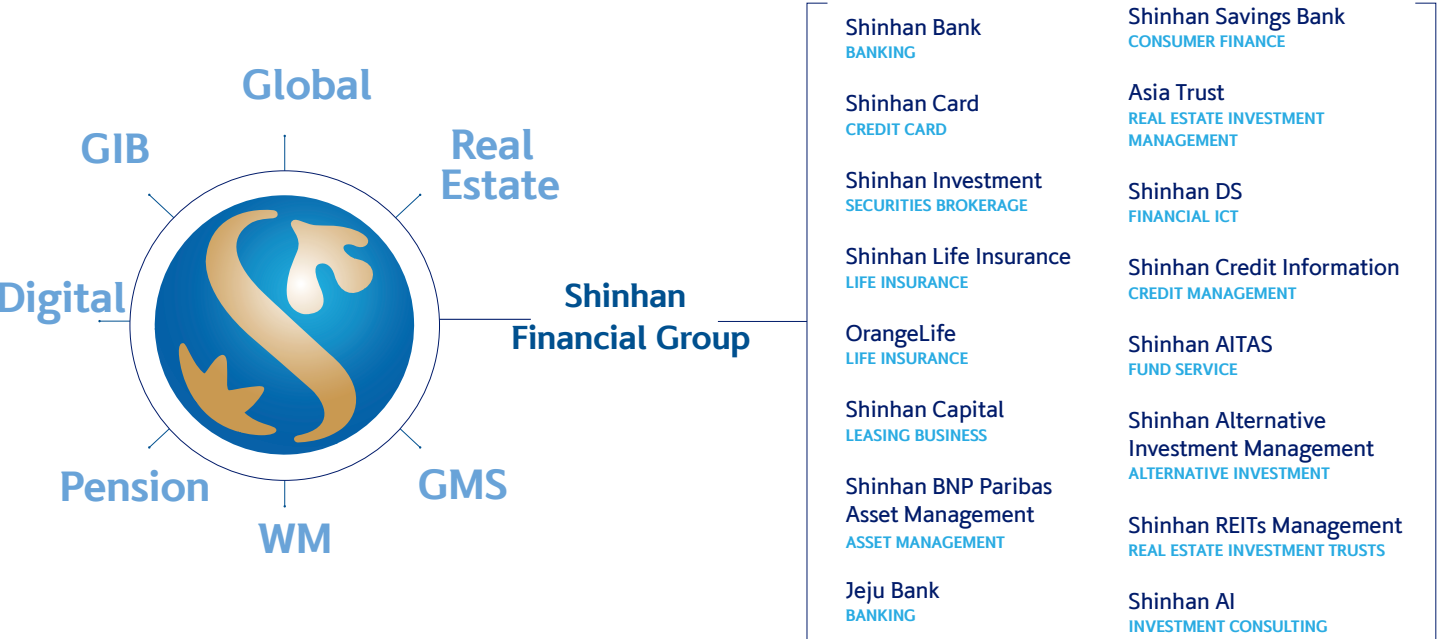 Global
GIB
Real
Estate
Digital
Pension
GMS
WM
Shinhan
Financial Group
Shinhan Bank
BANKING
Shinhan Card
CREDIT CARD
Shinhan Investment
SECURITIES BROKERAGE
Shinhan Life Insurance
LIFE INSURANCE
OrangeLife
LIFE INSURANCE
Shinhan Capital
LEASING BUSINESS
Shinhan BNP Paribas
Asset Management
ASSET MANAGEMENT
Jeju Bank
BANKING
Shinhan Savings Bank
CONSUMER FINANCE
Asia Trust
REAL ESTATE INVESTMENT
MANAGEMENT
Shinhan DS
FINANCIAL ICT
Shinhan Credit Information
CREDIT MANAGEMENT
Shinhan AITAS
FUND SERVICE
Shinhan Alternative
Investment Management
ALTERNATIVE INVESTMENT
Shinhan REITs Management
REAL ESTATE INVESTMENT TRUSTS
Shinhan AI
INVESTMENT CONSULTING